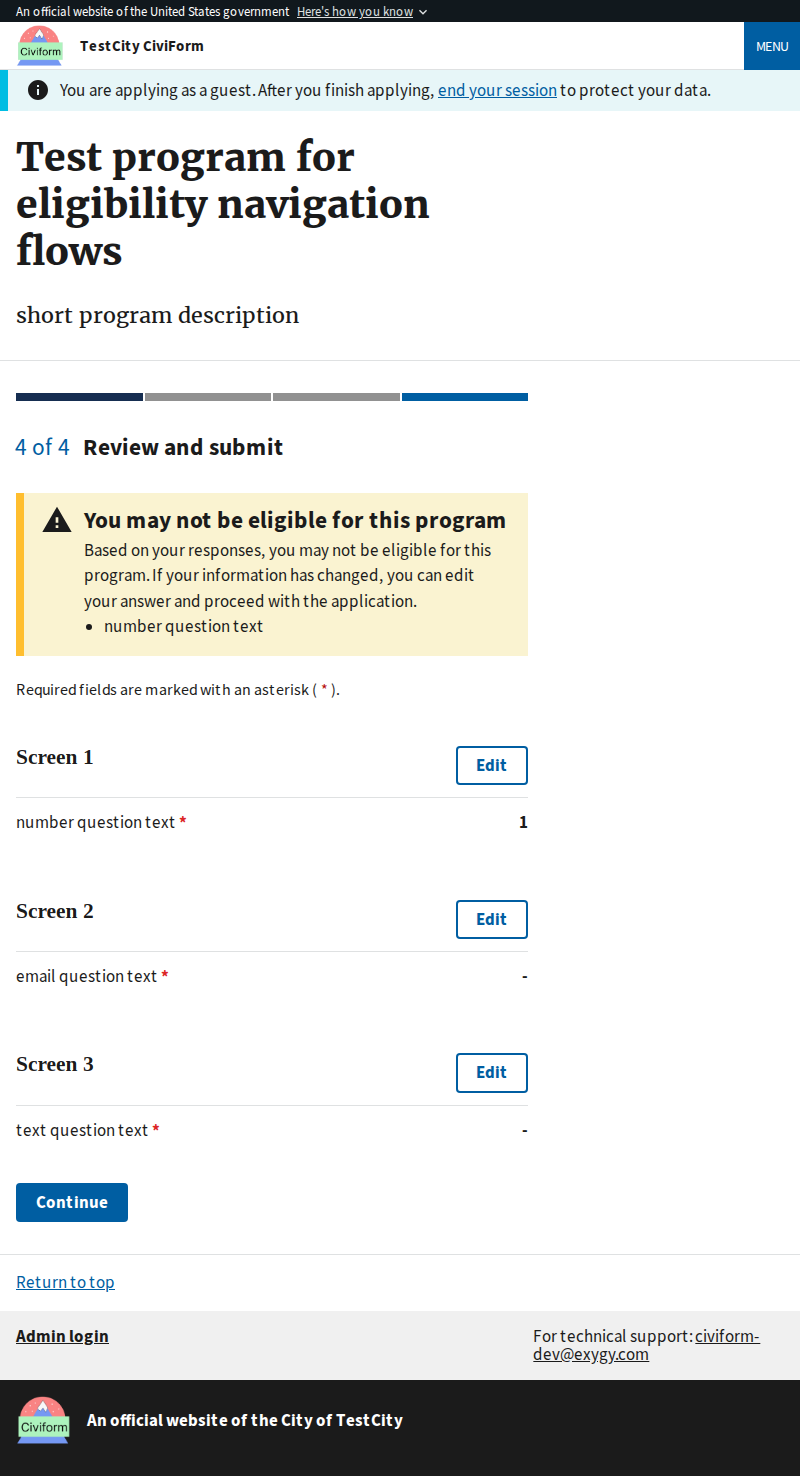 An official website of the United States government Here's how you know
Civiform
TestCity CiviForm
MENU
You are applying as a guest. After you finish applying, end your session to protect your data.
Test program for
eligibility navigation
flows
short program description
4 of 4 Review and submit
You may not be eligible for this program
Based on your responses, you may not be eligible for this
program. If your information has changed, you can edit
your answer and proceed with the application.
• number question text
Required fields are marked with an asterisk ( * ).
Screen 1
Edit
number question text *
1
Screen 2
Edit
email question text *
-
Screen 3
Edit
text question text *
-
Continue
Return to top
Admin login
For technical support: civiform-
dev@exygy.com
Civiform
An official website of the City of TestCity